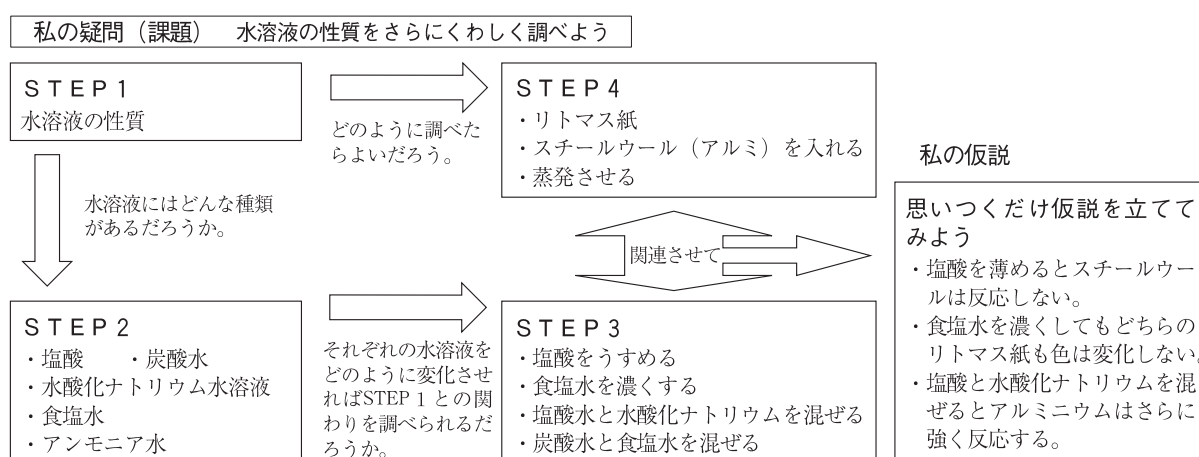 私の疑問（課題）　水溶液の性質をさらにくわしく調べよう
ＳＴＥＰ１
水溶液の性質
どのように調べた
らよいだろう。
ＳＴＥＰ４
・リトマス紙
・スチールウール（アルミ）を入れる
・蒸発させる
水溶液にはどんな種類
があるだろうか。
関連させて
ＳＴＥＰ２
・塩酸　　・炭酸水
・水酸化ナトリウム水溶液
・食塩水
・アンモニア水
それぞれの水溶液を
どのように変化させ
ればSTEP１との関
わりを調べられるだ
ろうか。
ＳＴＥＰ３
・塩酸をうすめる
・食塩水を濃くする
・塩酸水と水酸化ナトリウムを混ぜる
・炭酸水と食塩水を混ぜる
私の仮説
思いつくだけ仮説を立てて
みよう
・塩酸を薄めるとスチールウー
ルは反応しない。
・食塩水を濃くしてもどちらの
リトマス紙も色は変化しない。
・塩酸と水酸化ナトリウムを混
ぜるとアルミニウムはさらに
強く反応する。